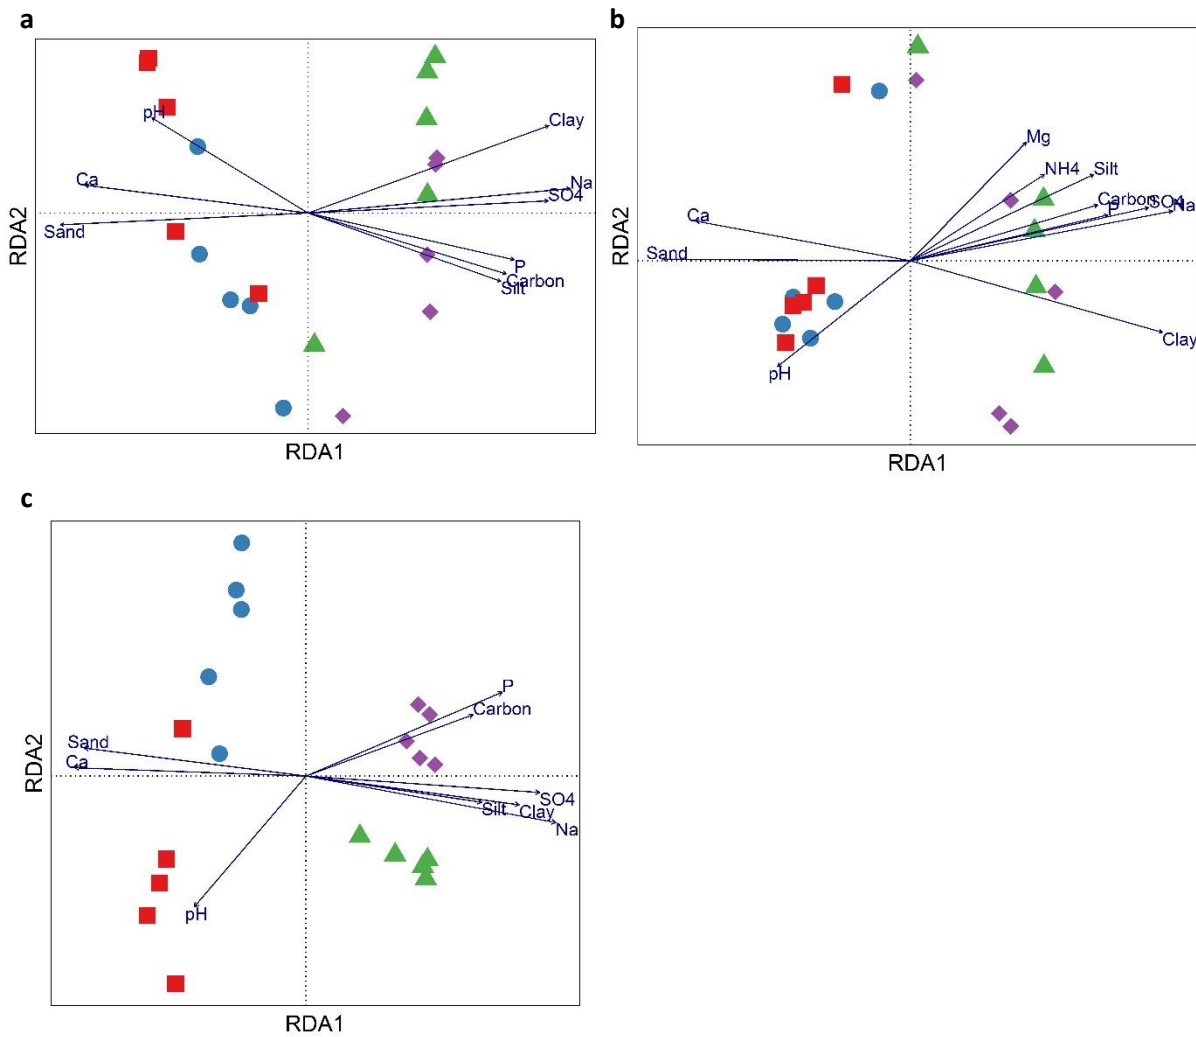 a
pH
Ca
Sand
Clay
Na
SO4
P
Carbon
Silt
RDA2
RDA1
b
Mg
NH4
Silt
Carbon
SO4
P
Na
Ca
Sand
Clay
pH
RDA2
RDA1
c
P
Carbon
Sand
Ca
SO4
Silt
Clay
Na
pH
RDA2
RDA1